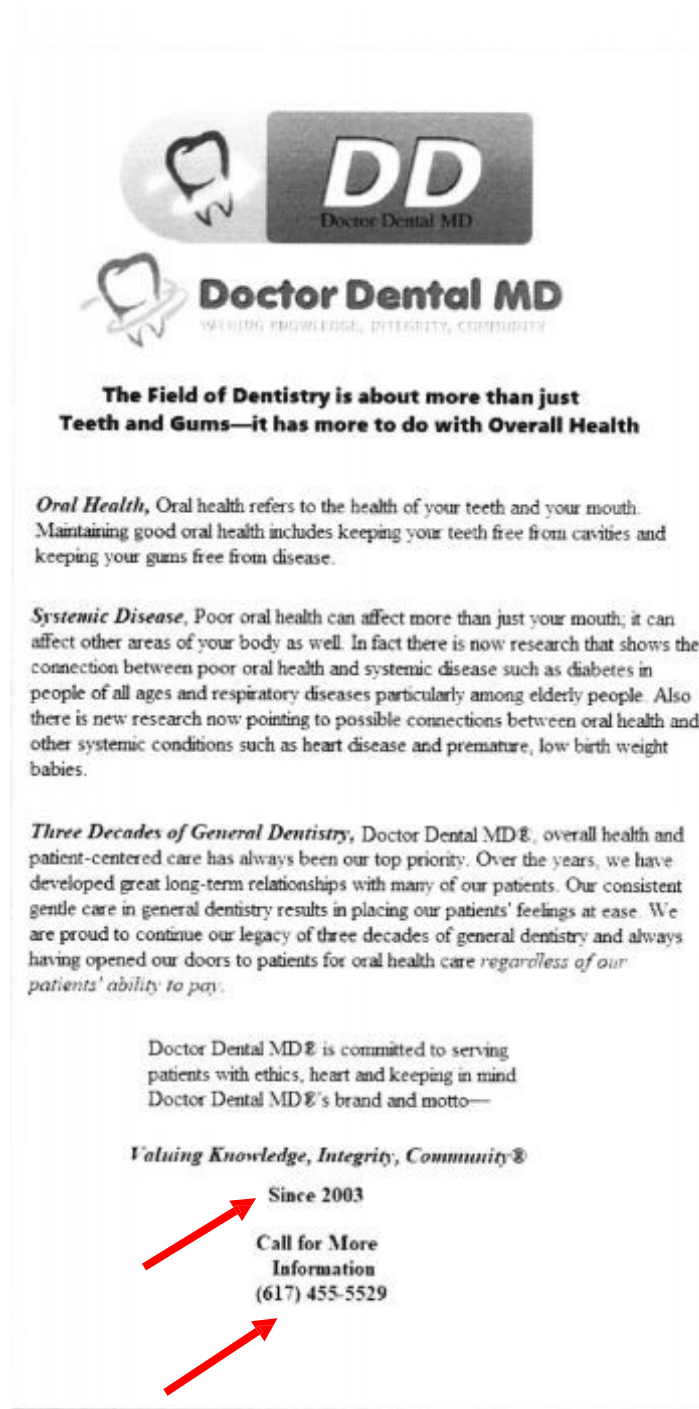 DD
Doctor Dental MD
Doctor Dental MD
VALUING KNOWLEDGE, INTEGRITY, COMMUNITY
The Field of Dentistry is about more than just
Teeth and Gums—it has more to do with Overall Health
Oral Health, Oral health refers to the health of your teeth and your mouth.
Maintaining good oral health includes keeping your teeth free from cavities and
keeping your gums free from disease.
Systemic Disease, Poor oral health can affect more than just your mouth; it can
affect other areas of your body as well. In fact there is now research that shows the
connection between poor oral health and systemic disease such as diabetes in
people of all ages and respiratory diseases particularly among elderly people. Also
there is new research now pointing to possible connections between oral health and
other systemic conditions such as heart disease and premature, low birth weight
babies.
Three Decades of General Dentistry, Doctor Dental MD®, overall health and
patient-centered care has always been our top priority. Over the years, we have
developed great long-term relationships with many of our patients. Our consistent
gentle care in general dentistry results in placing our patients' feelings at ease. We
are proud to continue our legacy of three decades of general dentistry and always
having opened our doors to patients for oral health care regardless of our
patients' ability to pay.
Doctor Dental MD® is committed to serving
patients with ethics, heart and keeping in mind
Doctor Dental MD®'s brand and motto—
Valuing Knowledge, Integrity, Community®
Since 2003
Call for More
Information
(617) 455-5529